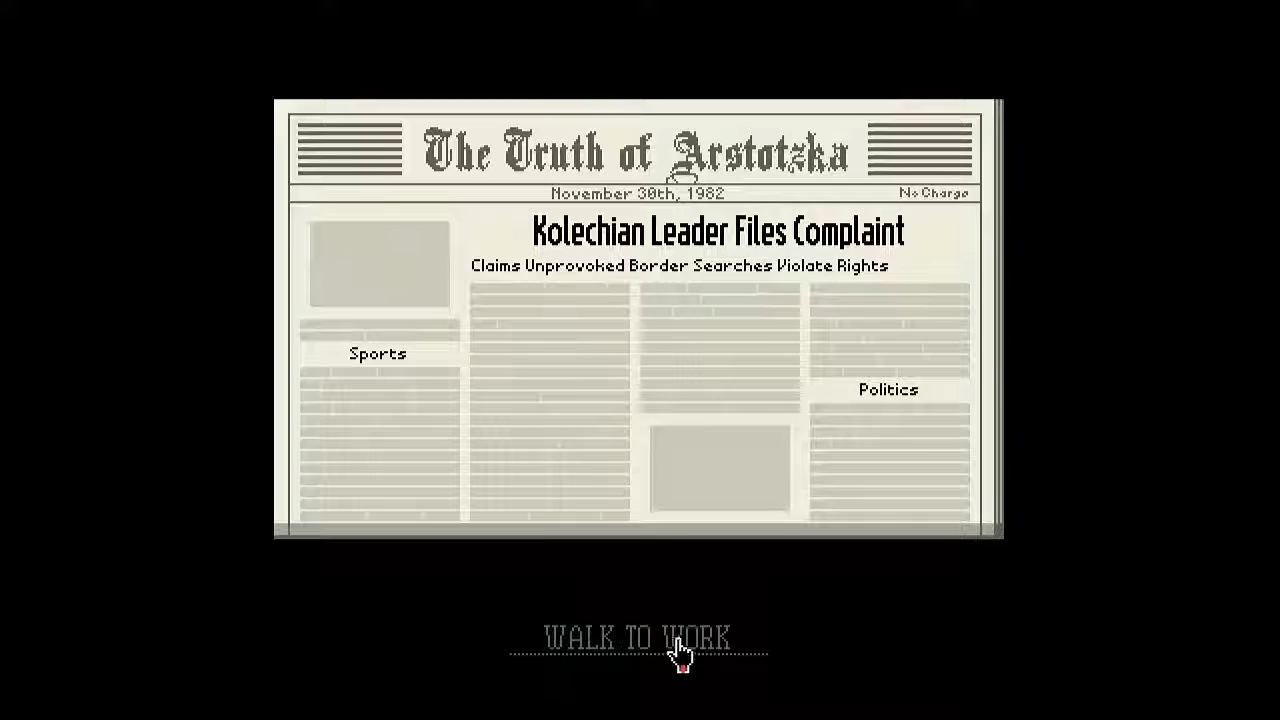 The Truth of Arstotzka
November 30th, 1982
No Charge
Kolechian Leader Files Complaint
Claims Unprovoked Border Searches Violate Rights
Sports
Politics
WALK TO WORK